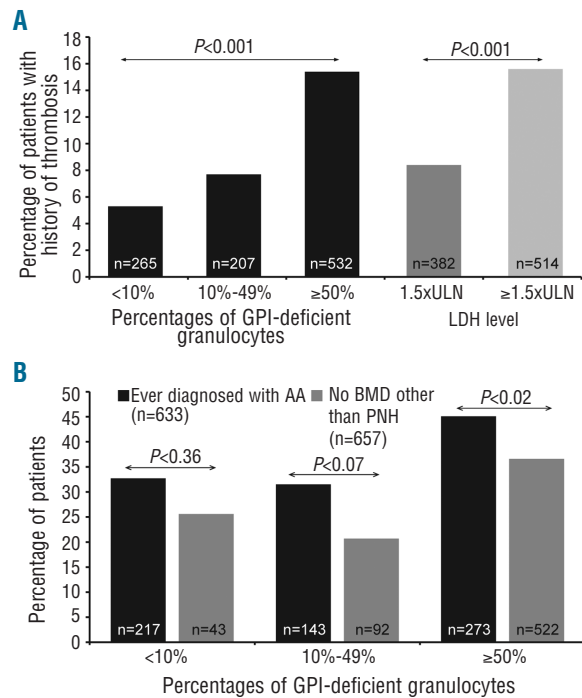 A
Percentage of patients with
history of thrombosis
18
16
14
12
10
8
6
4
2
0
P<0.001
P<0.001
n=265
n=207
n=532
n=382
n=514
<10%
10%-49%
≥50%
1.5xULN
≥1.5xULN
Percentages of GPI-deficient
granulocytes
LDH level
B
Percentage of patients
50
45
40
35
30
25
20
15
10
5
0
Ever diagnosed with AA
(n=633)
No BMD other
than PNH
(n=657)
P<0.36
P<0.07
P<0.02
n=217
n=43
n=143
n=92
n=273
n=522
<10%
10%-49%
≥50%
Percentages of GPI-deficient granulocytes